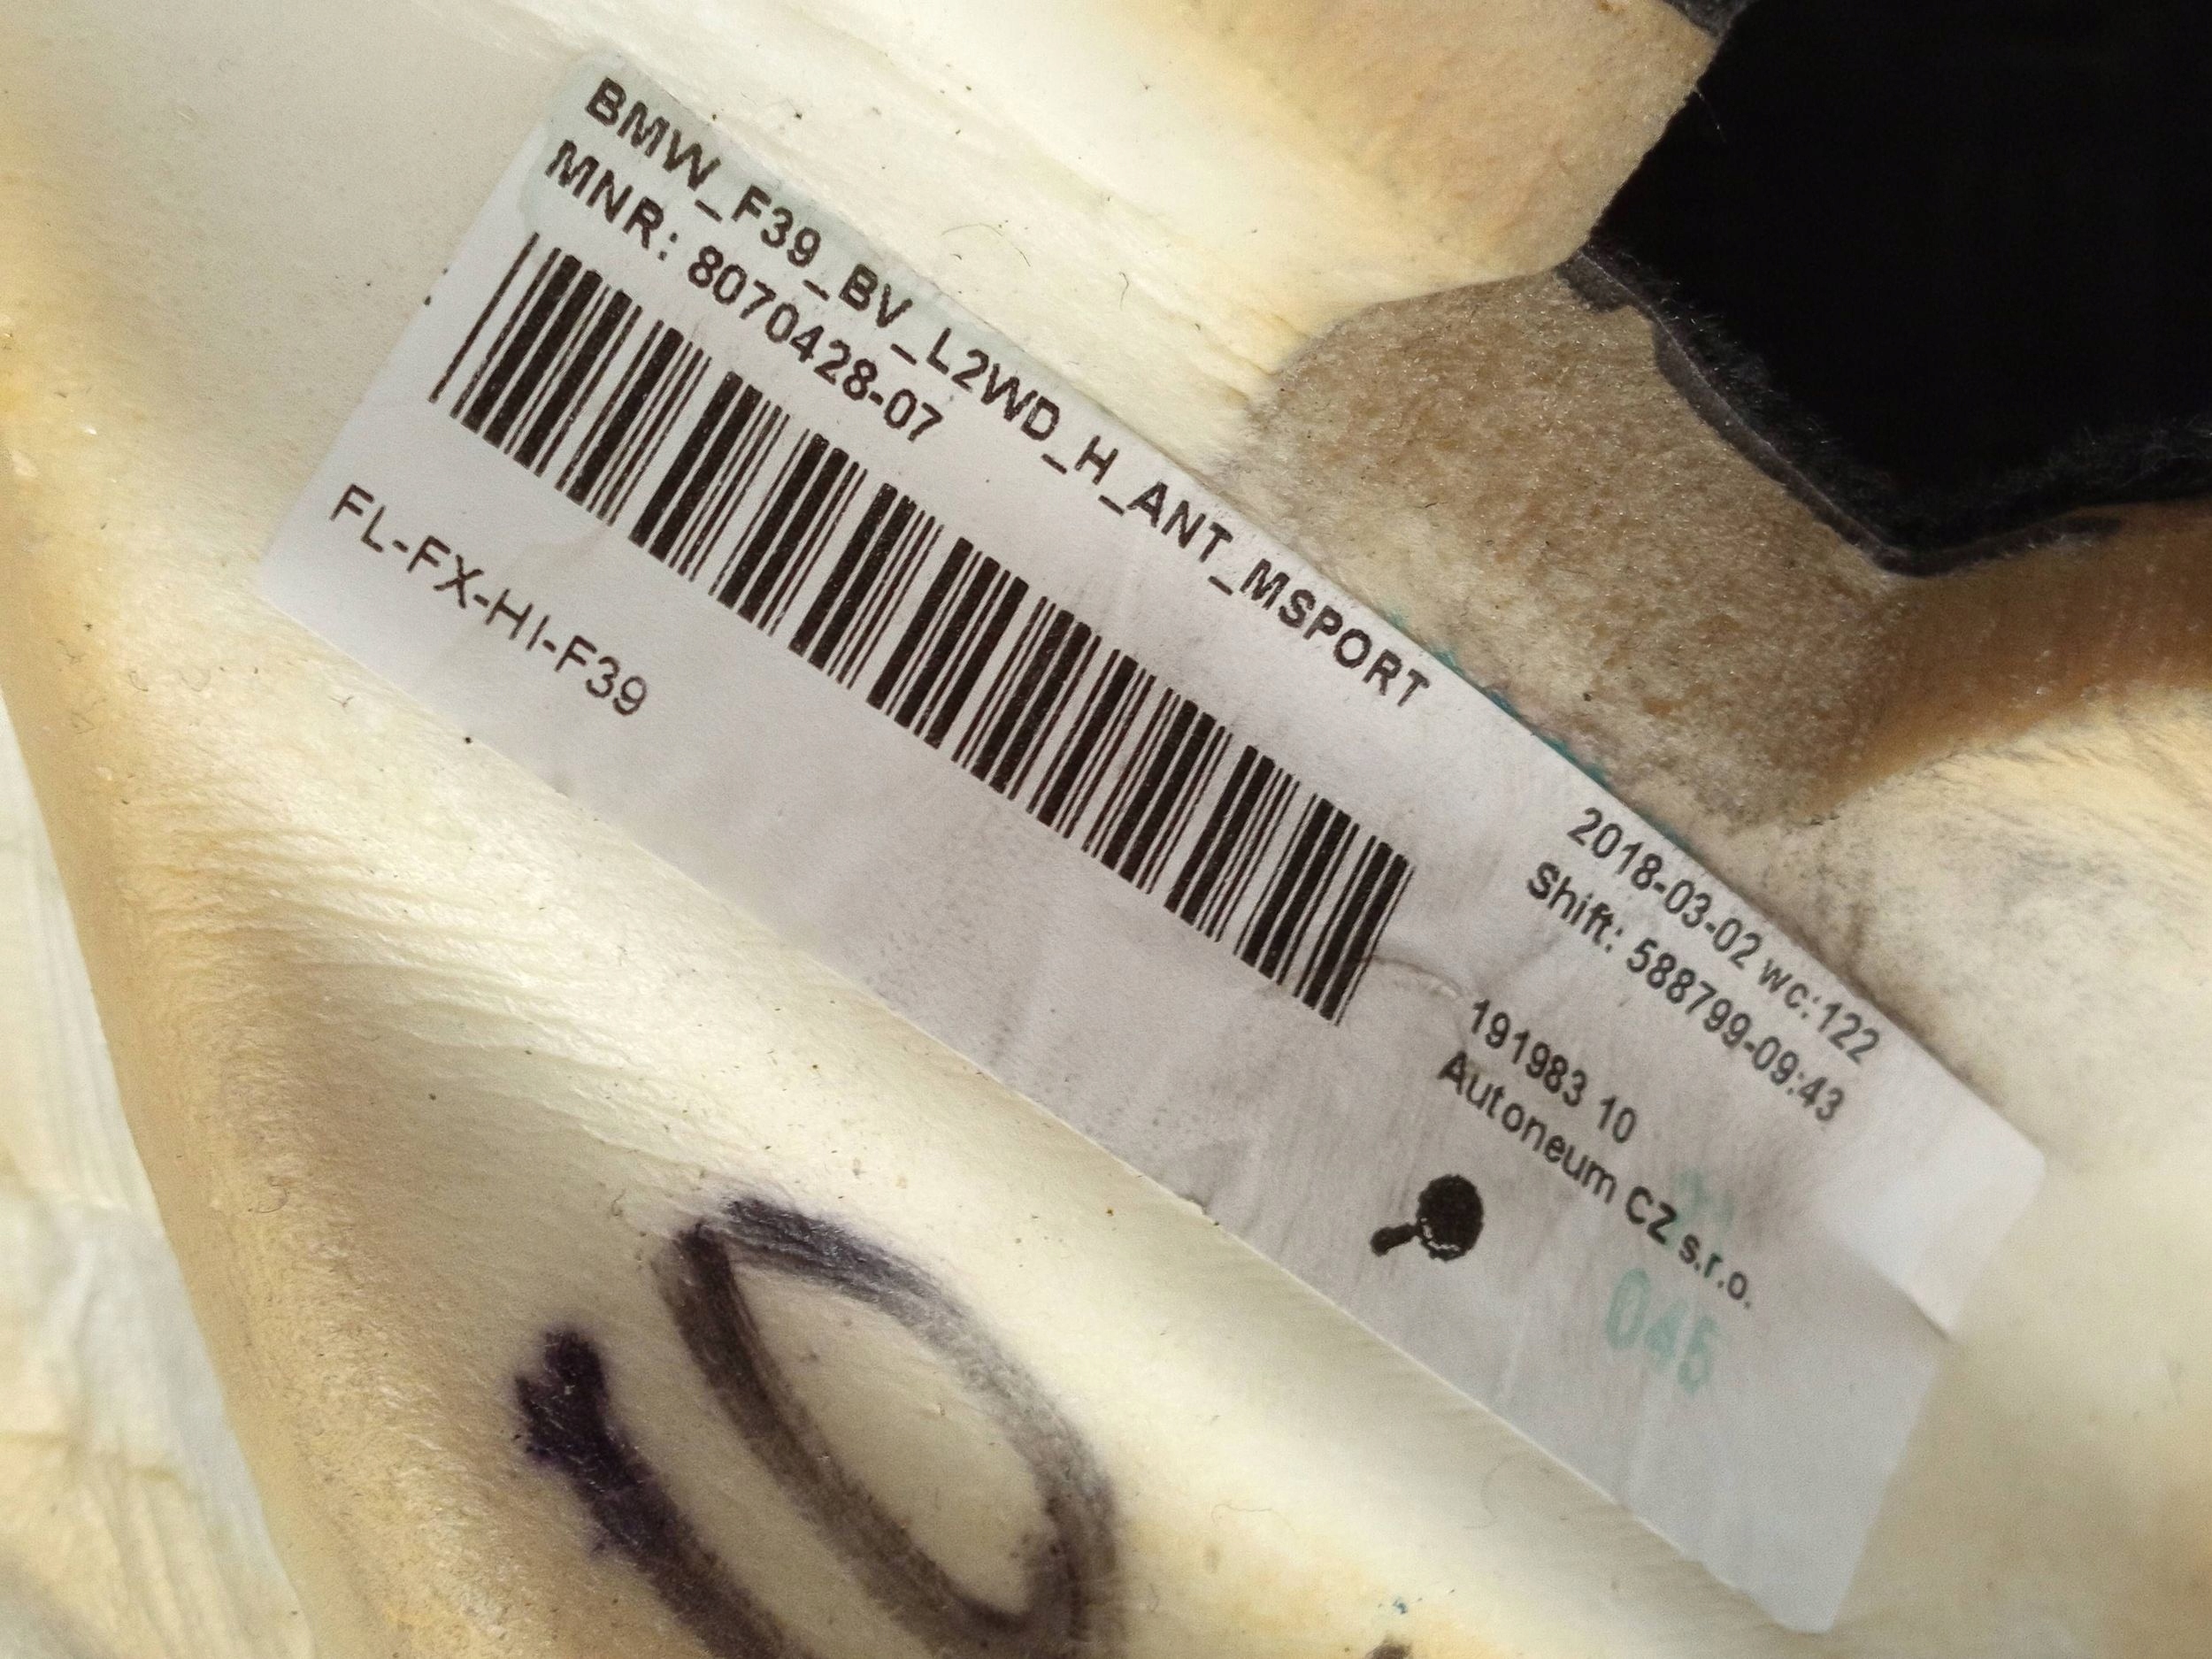 BMW_F39_BV_L2WD_H_ANT_MSPORT
MNR: 8070428-07
FL-FX-HI-F39
2018-03-02 wc:122
Shift: 588799-09:43
191983 10
Autoneum CZ s.r.o.
045
10